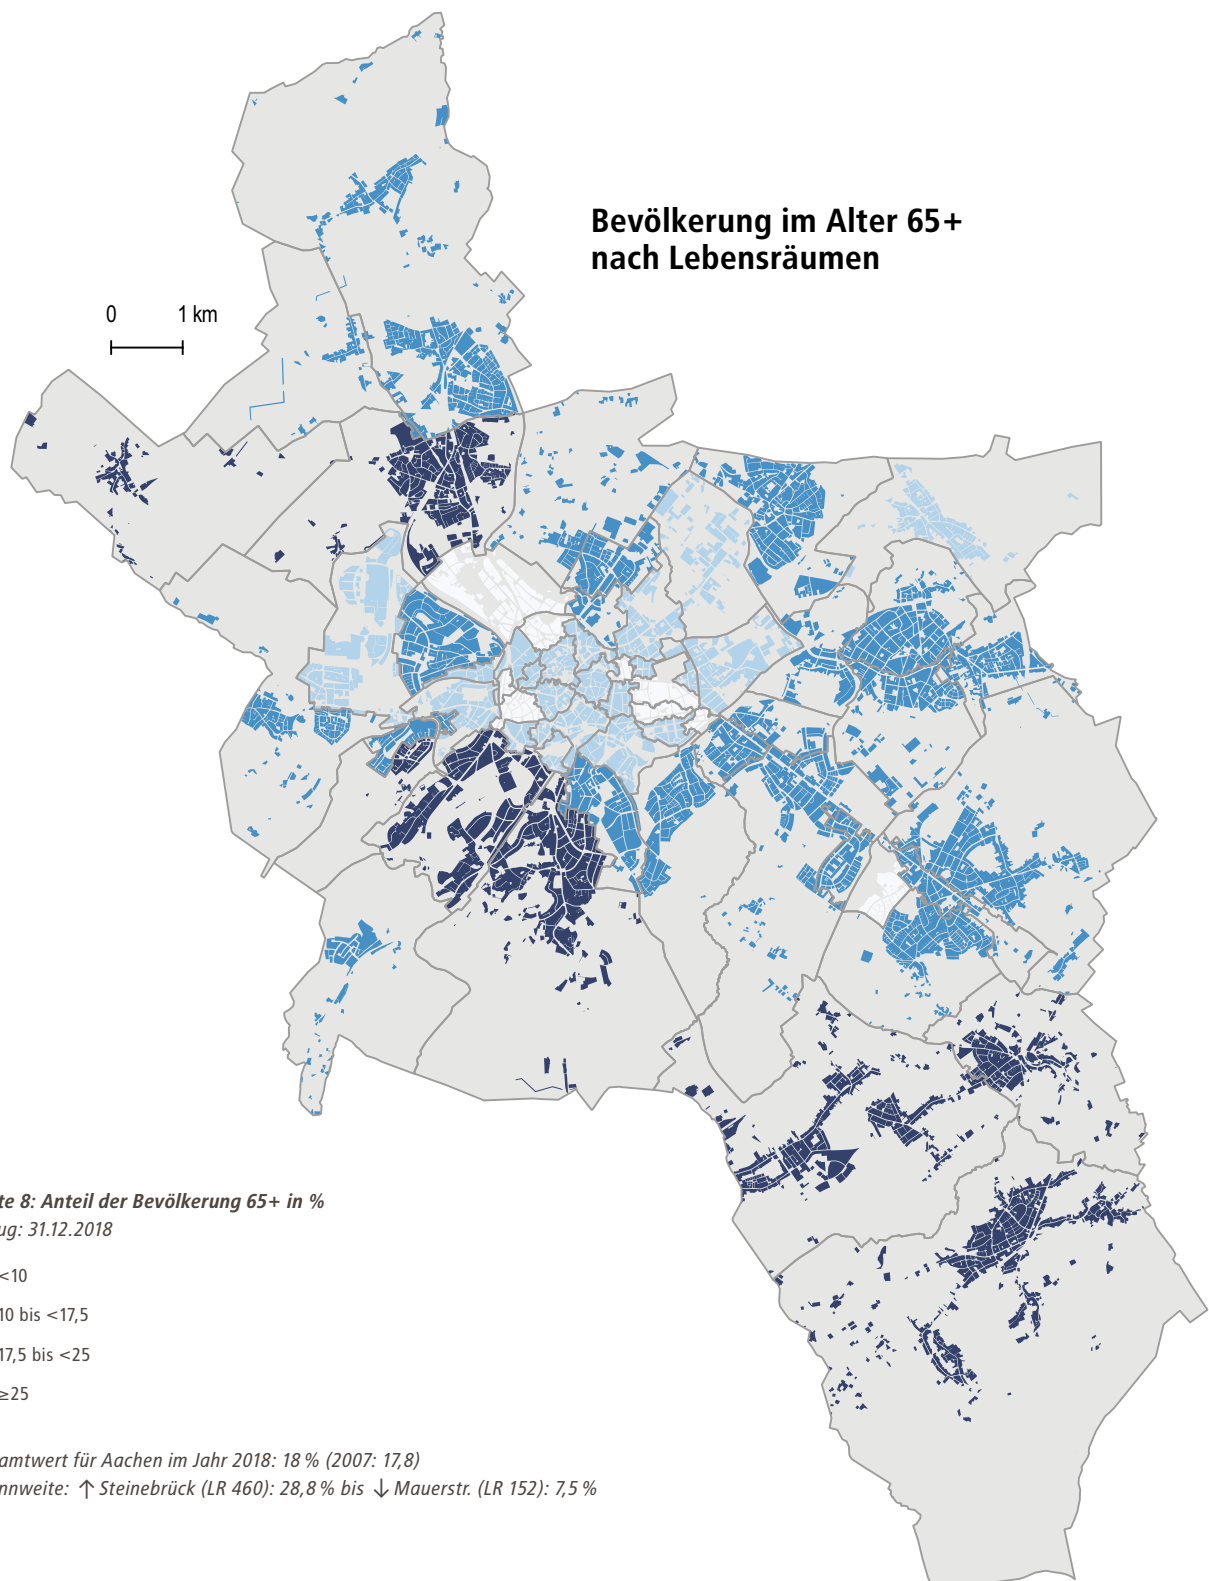 Bevölkerung im Alter 65+
nach Lebensräumen
0 1 km
te 8: Anteil der Bevölkerung 65+ in %
ug: 31.12.2018
<10
10 bis <17,5
17,5 bis <25
≥25
amtwert für Aachen im Jahr 2018: 18 % (2007: 17,8)
nnweite: ↑ Steinebrück (LR 460): 28,8 % bis ↓ Mauerstr. (LR 152): 7,5 %